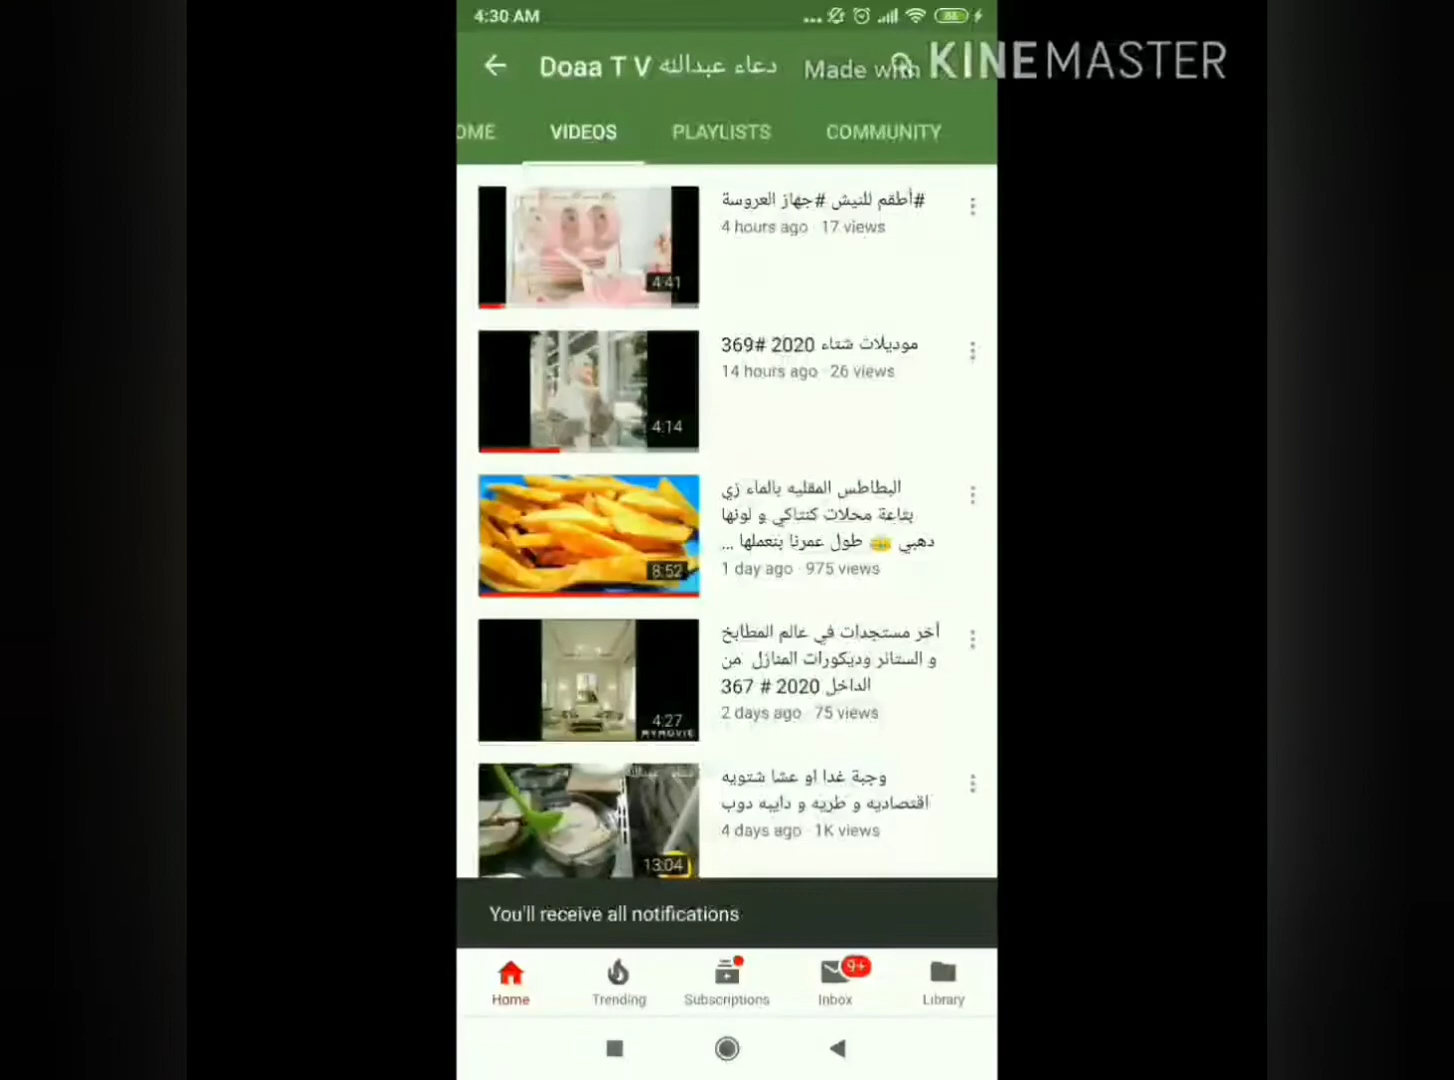 4:30 AM
Doaa T V دعاء عبدالله
Made with KINEMASTER
OME VIDEOS PLAYLISTS COMMUNITY
#أطقم للنيش #جهاز العروسة
4 hours ago · 17 views
4:41
موديلات شتاء 2020 #369
14 hours ago · 26 views
4:14
البطاطس المقليه بالماء زي
بتاعة محلات كنتاكي و لونها
دهبي 🤐 طول عمرنا بنعملها ...
1 day ago · 975 views
8:52
أخر مستجدات في عالم المطابخ
و الستائر وديكورات المنازل من
الداخل 2020 # 367
2 days ago · 75 views
4:27
MYMOVIE
وجبة غدا او عشا شتويه
اقتصاديه و طريه و دايبه دوب
4 days ago · 1K views
13:04
You'll receive all notifications
9+
Home Trending Subscriptions Inbox Library